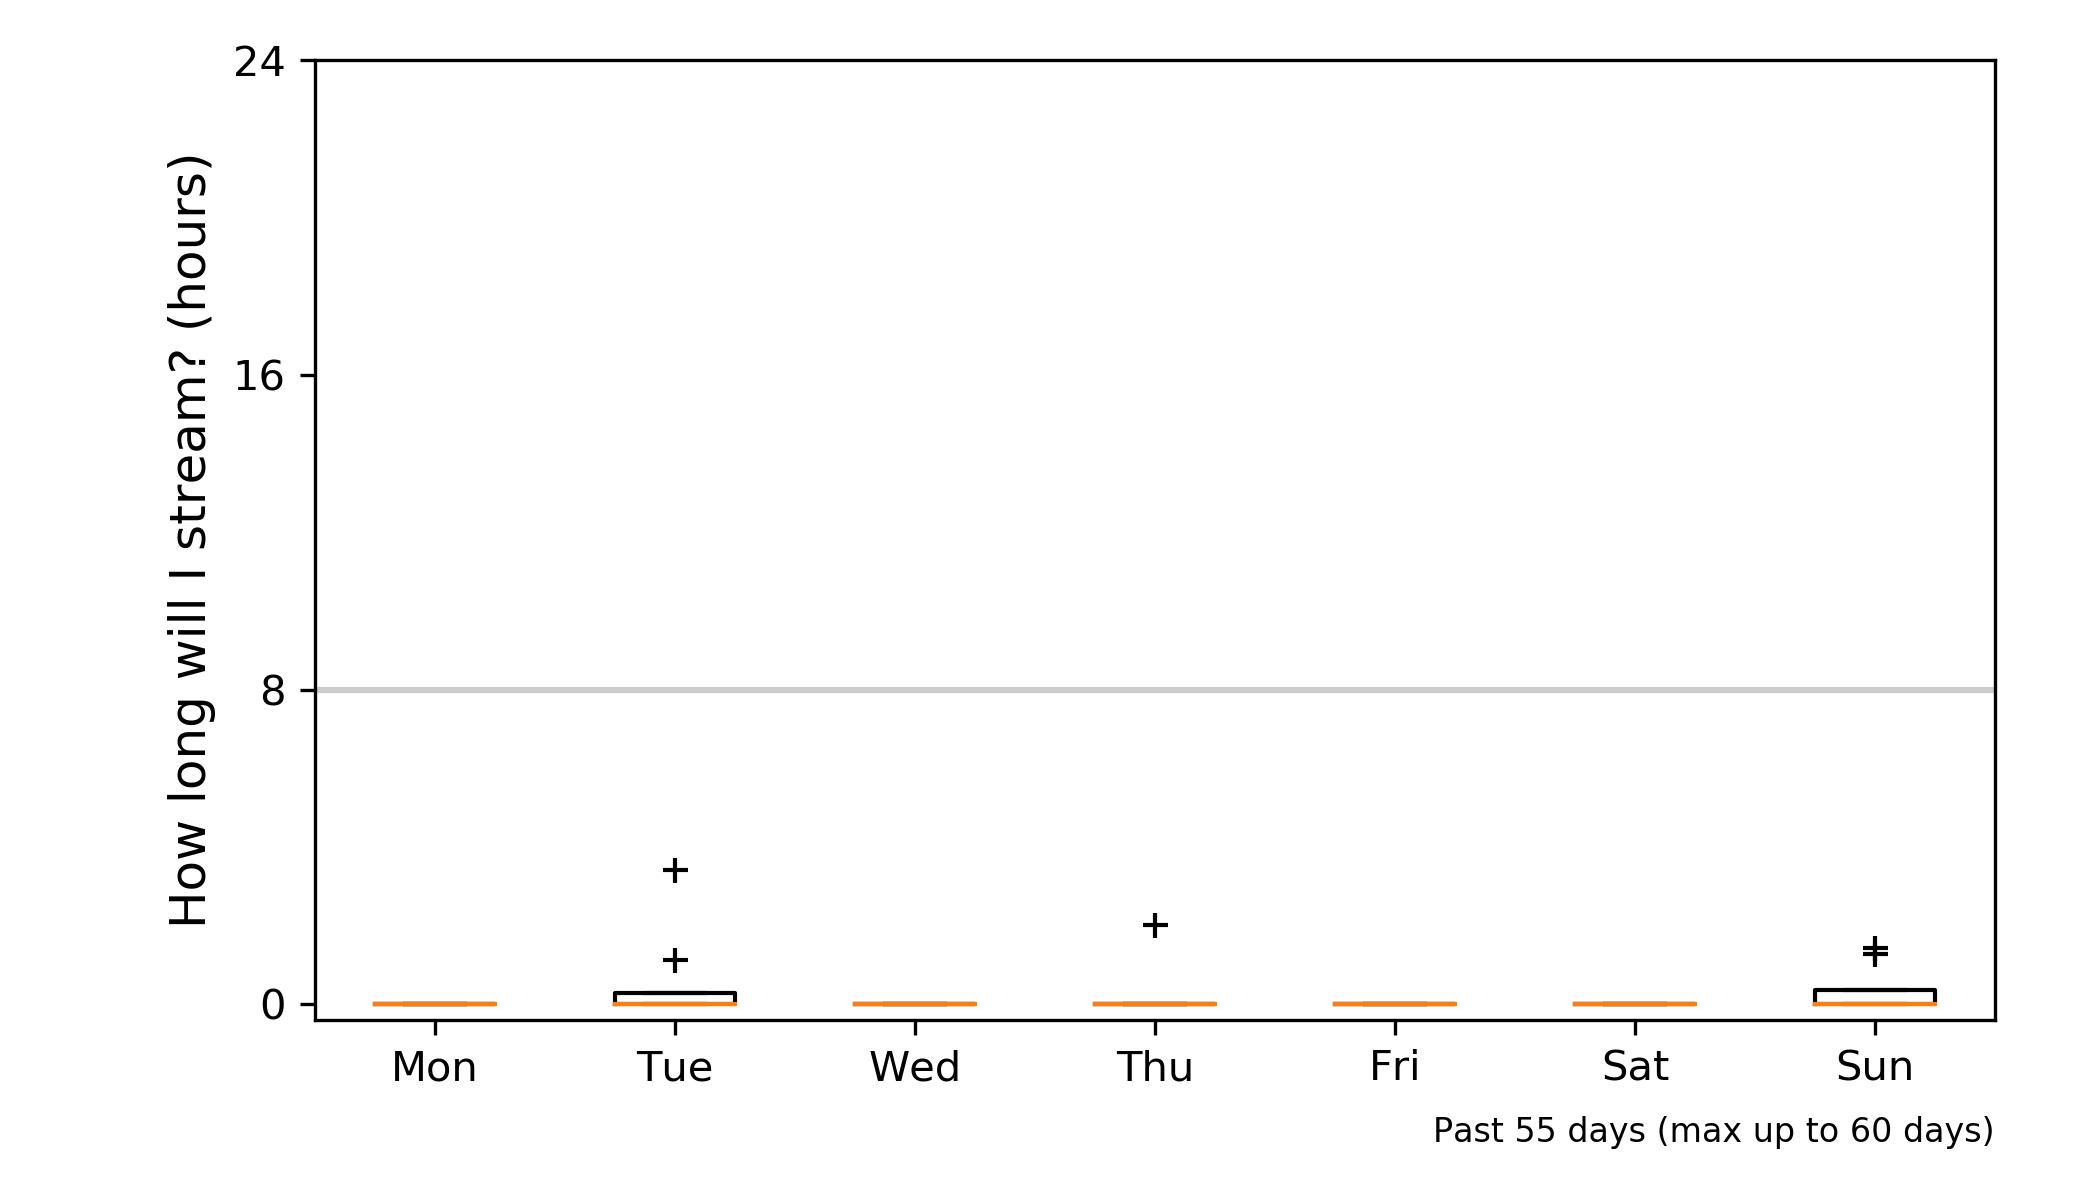 How long will I stream? (hours)
24
16
8
0
Mon Tue Wed Thu Fri Sat Sun
Past 55 days (max up to 60 days)